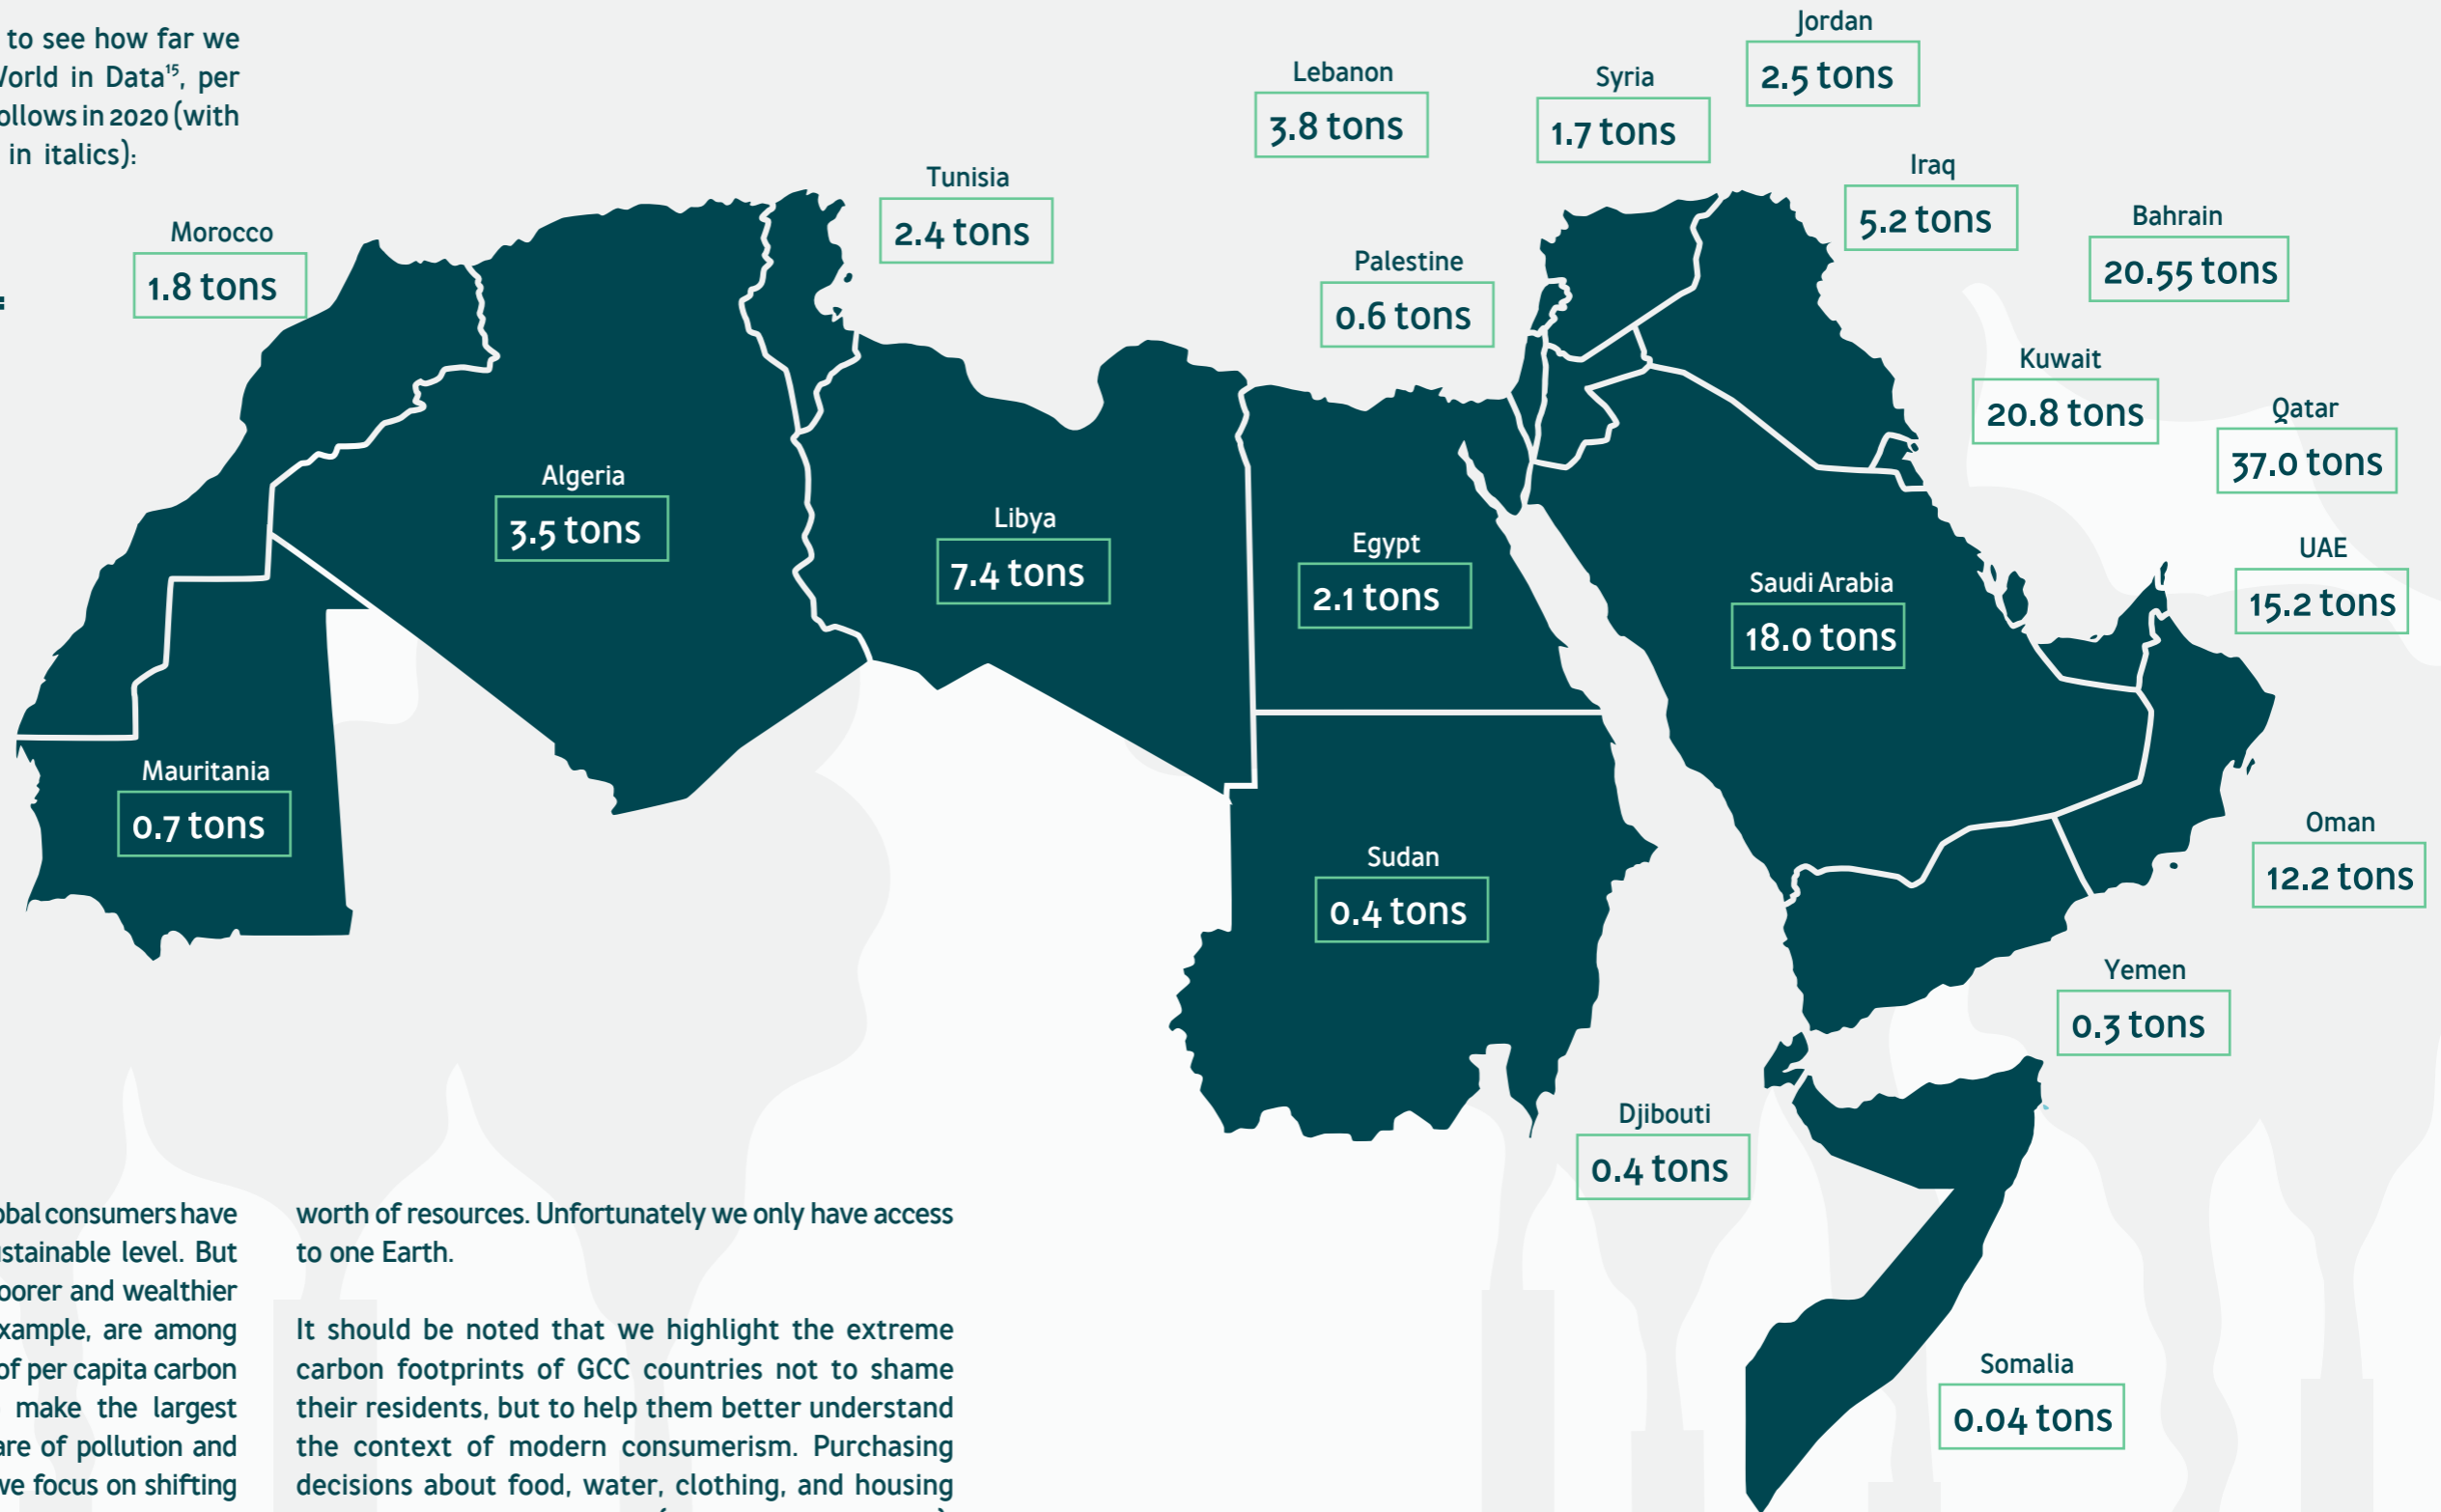 to see how far we
World in Data¹⁵, per
follows in 2020 (with
in italics):
Jordan
2.5 tons
Lebanon
3.8 tons
Syria
1.7 tons
Iraq
5.2 tons
Tunisia
2.4 tons
Bahrain
20.55 tons
Morocco
1.8 tons
Palestine
0.6 tons
Kuwait
20.8 tons
Qatar
37.0 tons
Algeria
3.5 tons
Libya
7.4 tons
Egypt
2.1 tons
UAE
15.2 tons
Saudi Arabia
18.0 tons
Mauritania
0.7 tons
Oman
12.2 tons
Sudan
0.4 tons
Yemen
0.3 tons
Djibouti
0.4 tons
Somalia
0.04 tons
consumers have
level. But
and wealthier
are among
of per capita carbon
make the largest
of pollution and
focus on shifting
worth of resources. Unfortunately we only have access
to one Earth.
It should be noted that we highlight the extreme
carbon footprints of GCC countries not to shame
their residents, but to help them better understand
the context of modern consumerism. Purchasing
decisions about food, water, clothing, and housing